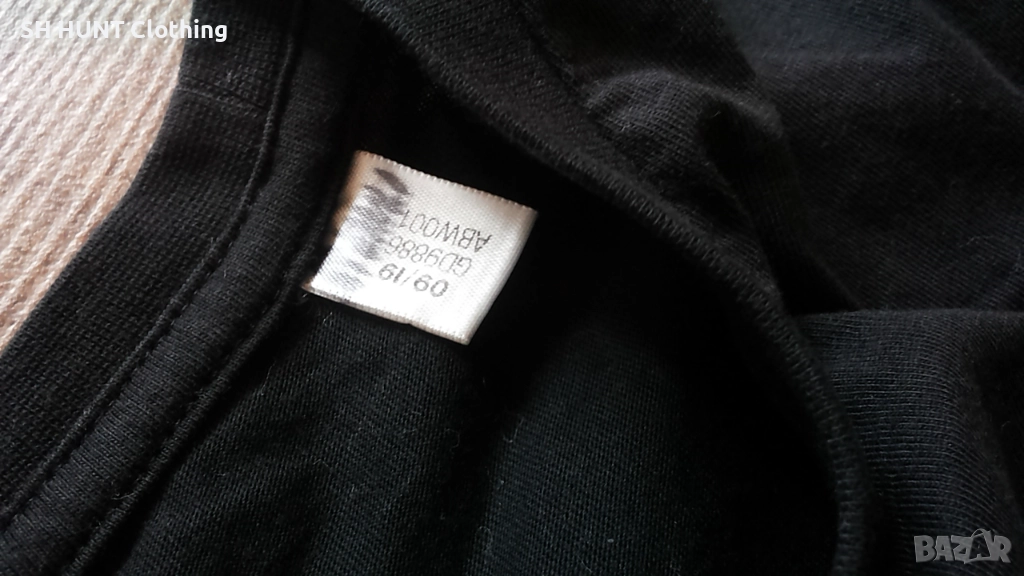 SH HUNT Clothing
09/19
GD9886
ABW001
BAZAR